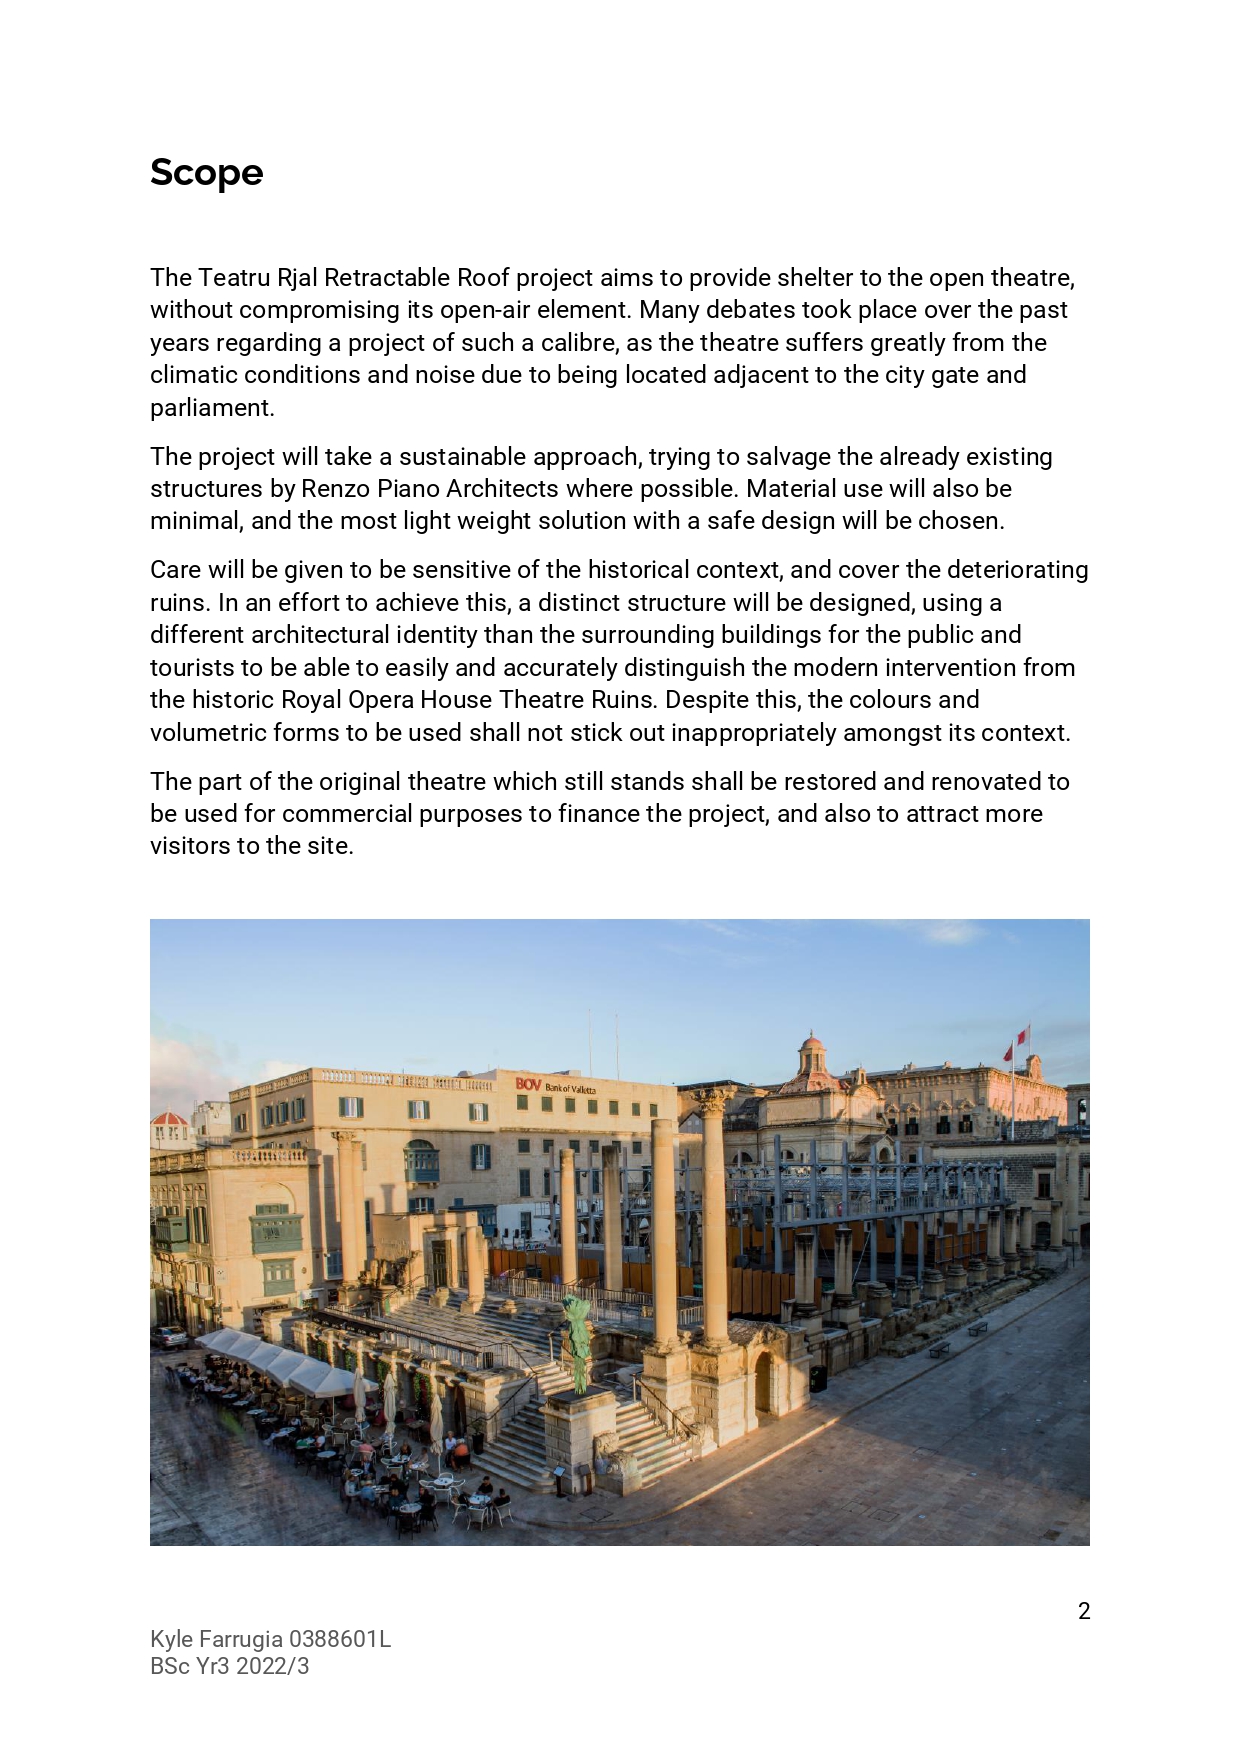 Scope
The Teatru Rjal Retractable Roof project aims to provide shelter to the open theatre,
without compromising its open-air element. Many debates took place over the past
years regarding a project of such a calibre, as the theatre suffers greatly from the
climatic conditions and noise due to being located adjacent to the city gate and
parliament.
The project will take a sustainable approach, trying to salvage the already existing
structures by Renzo Piano Architects where possible. Material use will also be
minimal, and the most light weight solution with a safe design will be chosen.
Care will be given to be sensitive of the historical context, and cover the deteriorating
ruins. In an effort to achieve this, a distinct structure will be designed, using a
different architectural identity than the surrounding buildings for the public and
tourists to be able to easily and accurately distinguish the modern intervention from
the historic Royal Opera House Theatre Ruins. Despite this, the colours and
volumetric forms to be used shall not stick out inappropriately amongst its context.
The part of the original theatre which still stands shall be restored and renovated to
be used for commercial purposes to finance the project, and also to attract more
visitors to the site.
BOV Bank of Valletta
2
Kyle Farrugia 0388601L
BSc Yr3 2022/3